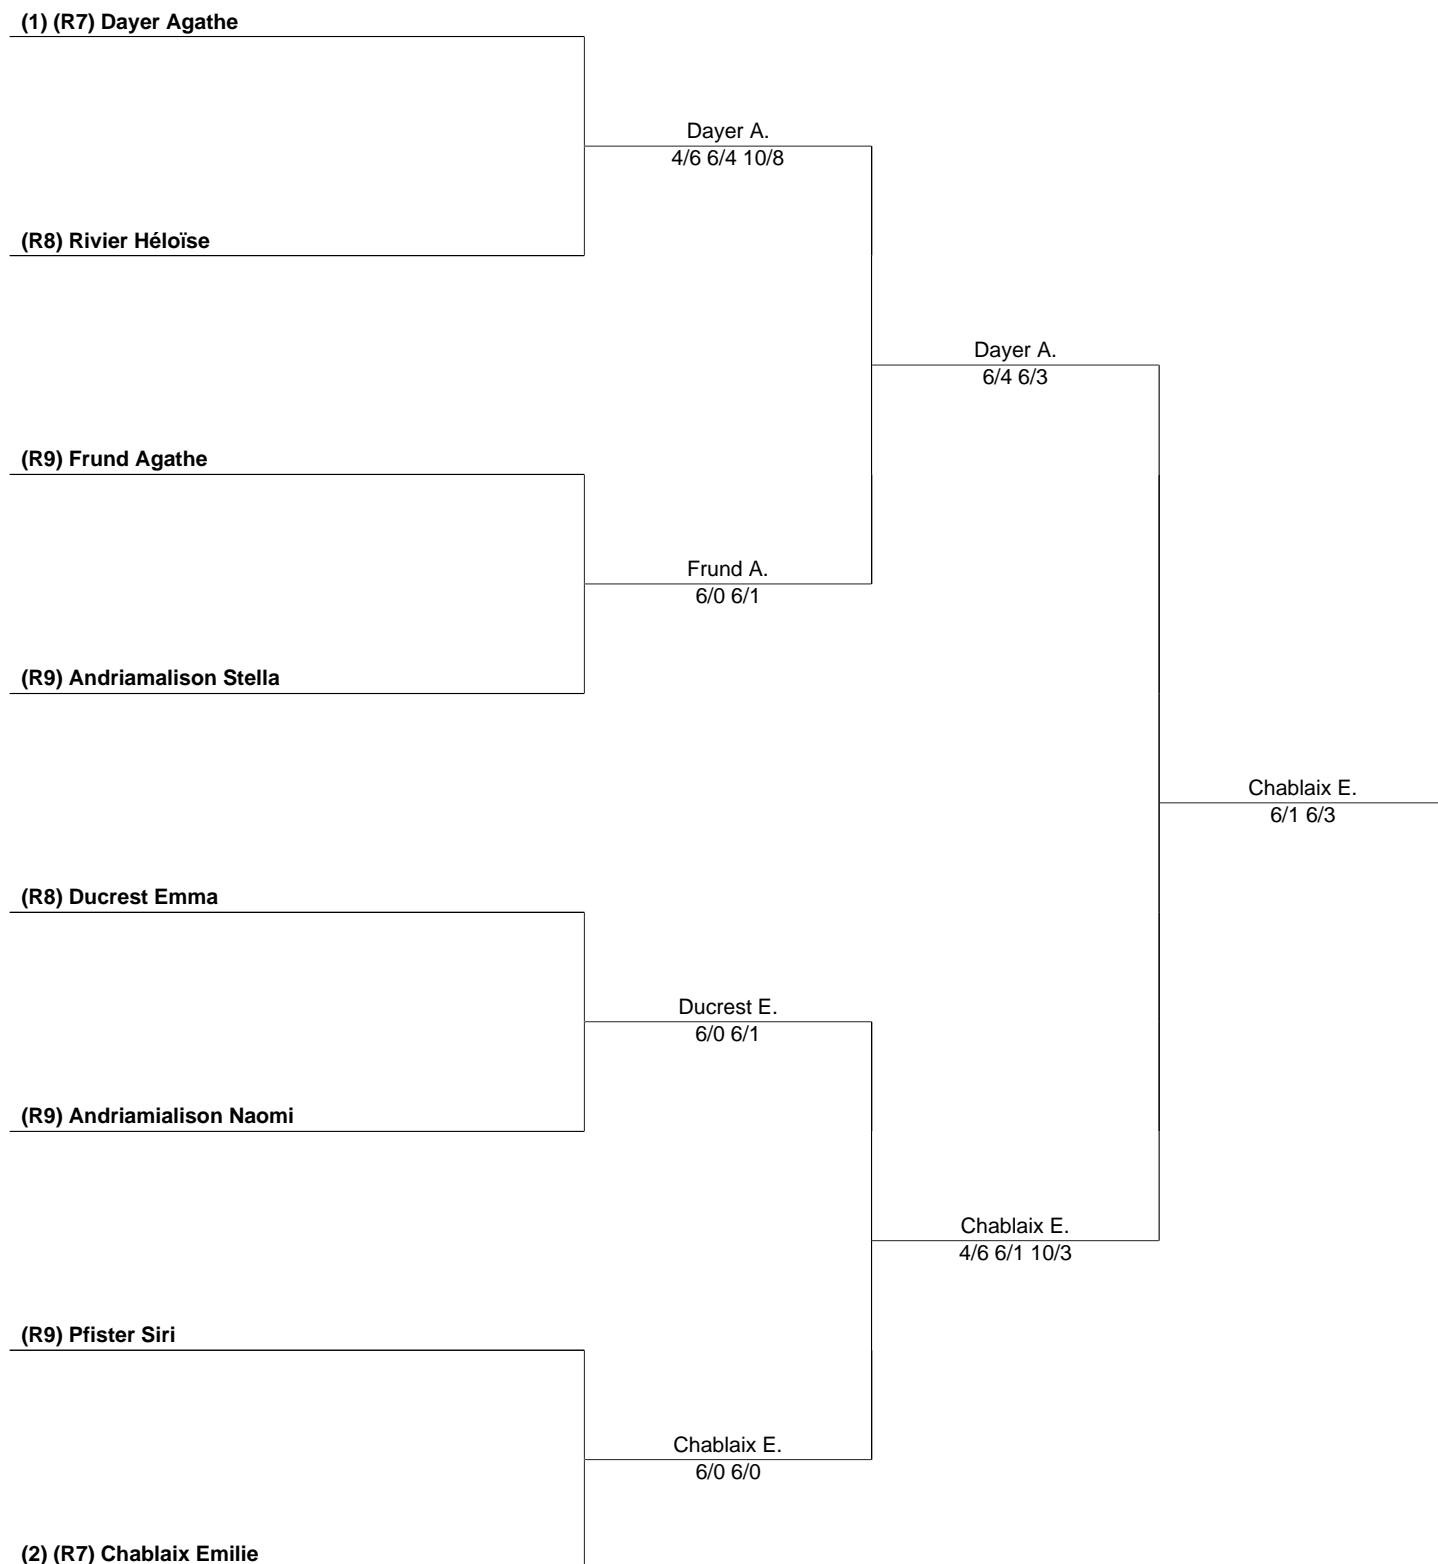 (1) (R7) Dayer Agathe
Dayer A.
4/6 6/4 10/8
(R8) Rivier Héloïse
Dayer A.
6/4 6/3
(R9) Frund Agathe
Frund A.
6/0 6/1
(R9) Andriamalison Stella
Chablaix E.
6/1 6/3
(R8) Ducrest Emma
Ducrest E.
6/0 6/1
(R9) Andriamialison Naomi
Chablaix E.
4/6 6/1 10/3
(R9) Pfister Siri
Chablaix E.
6/0 6/0
(2) (R7) Chablaix Emilie